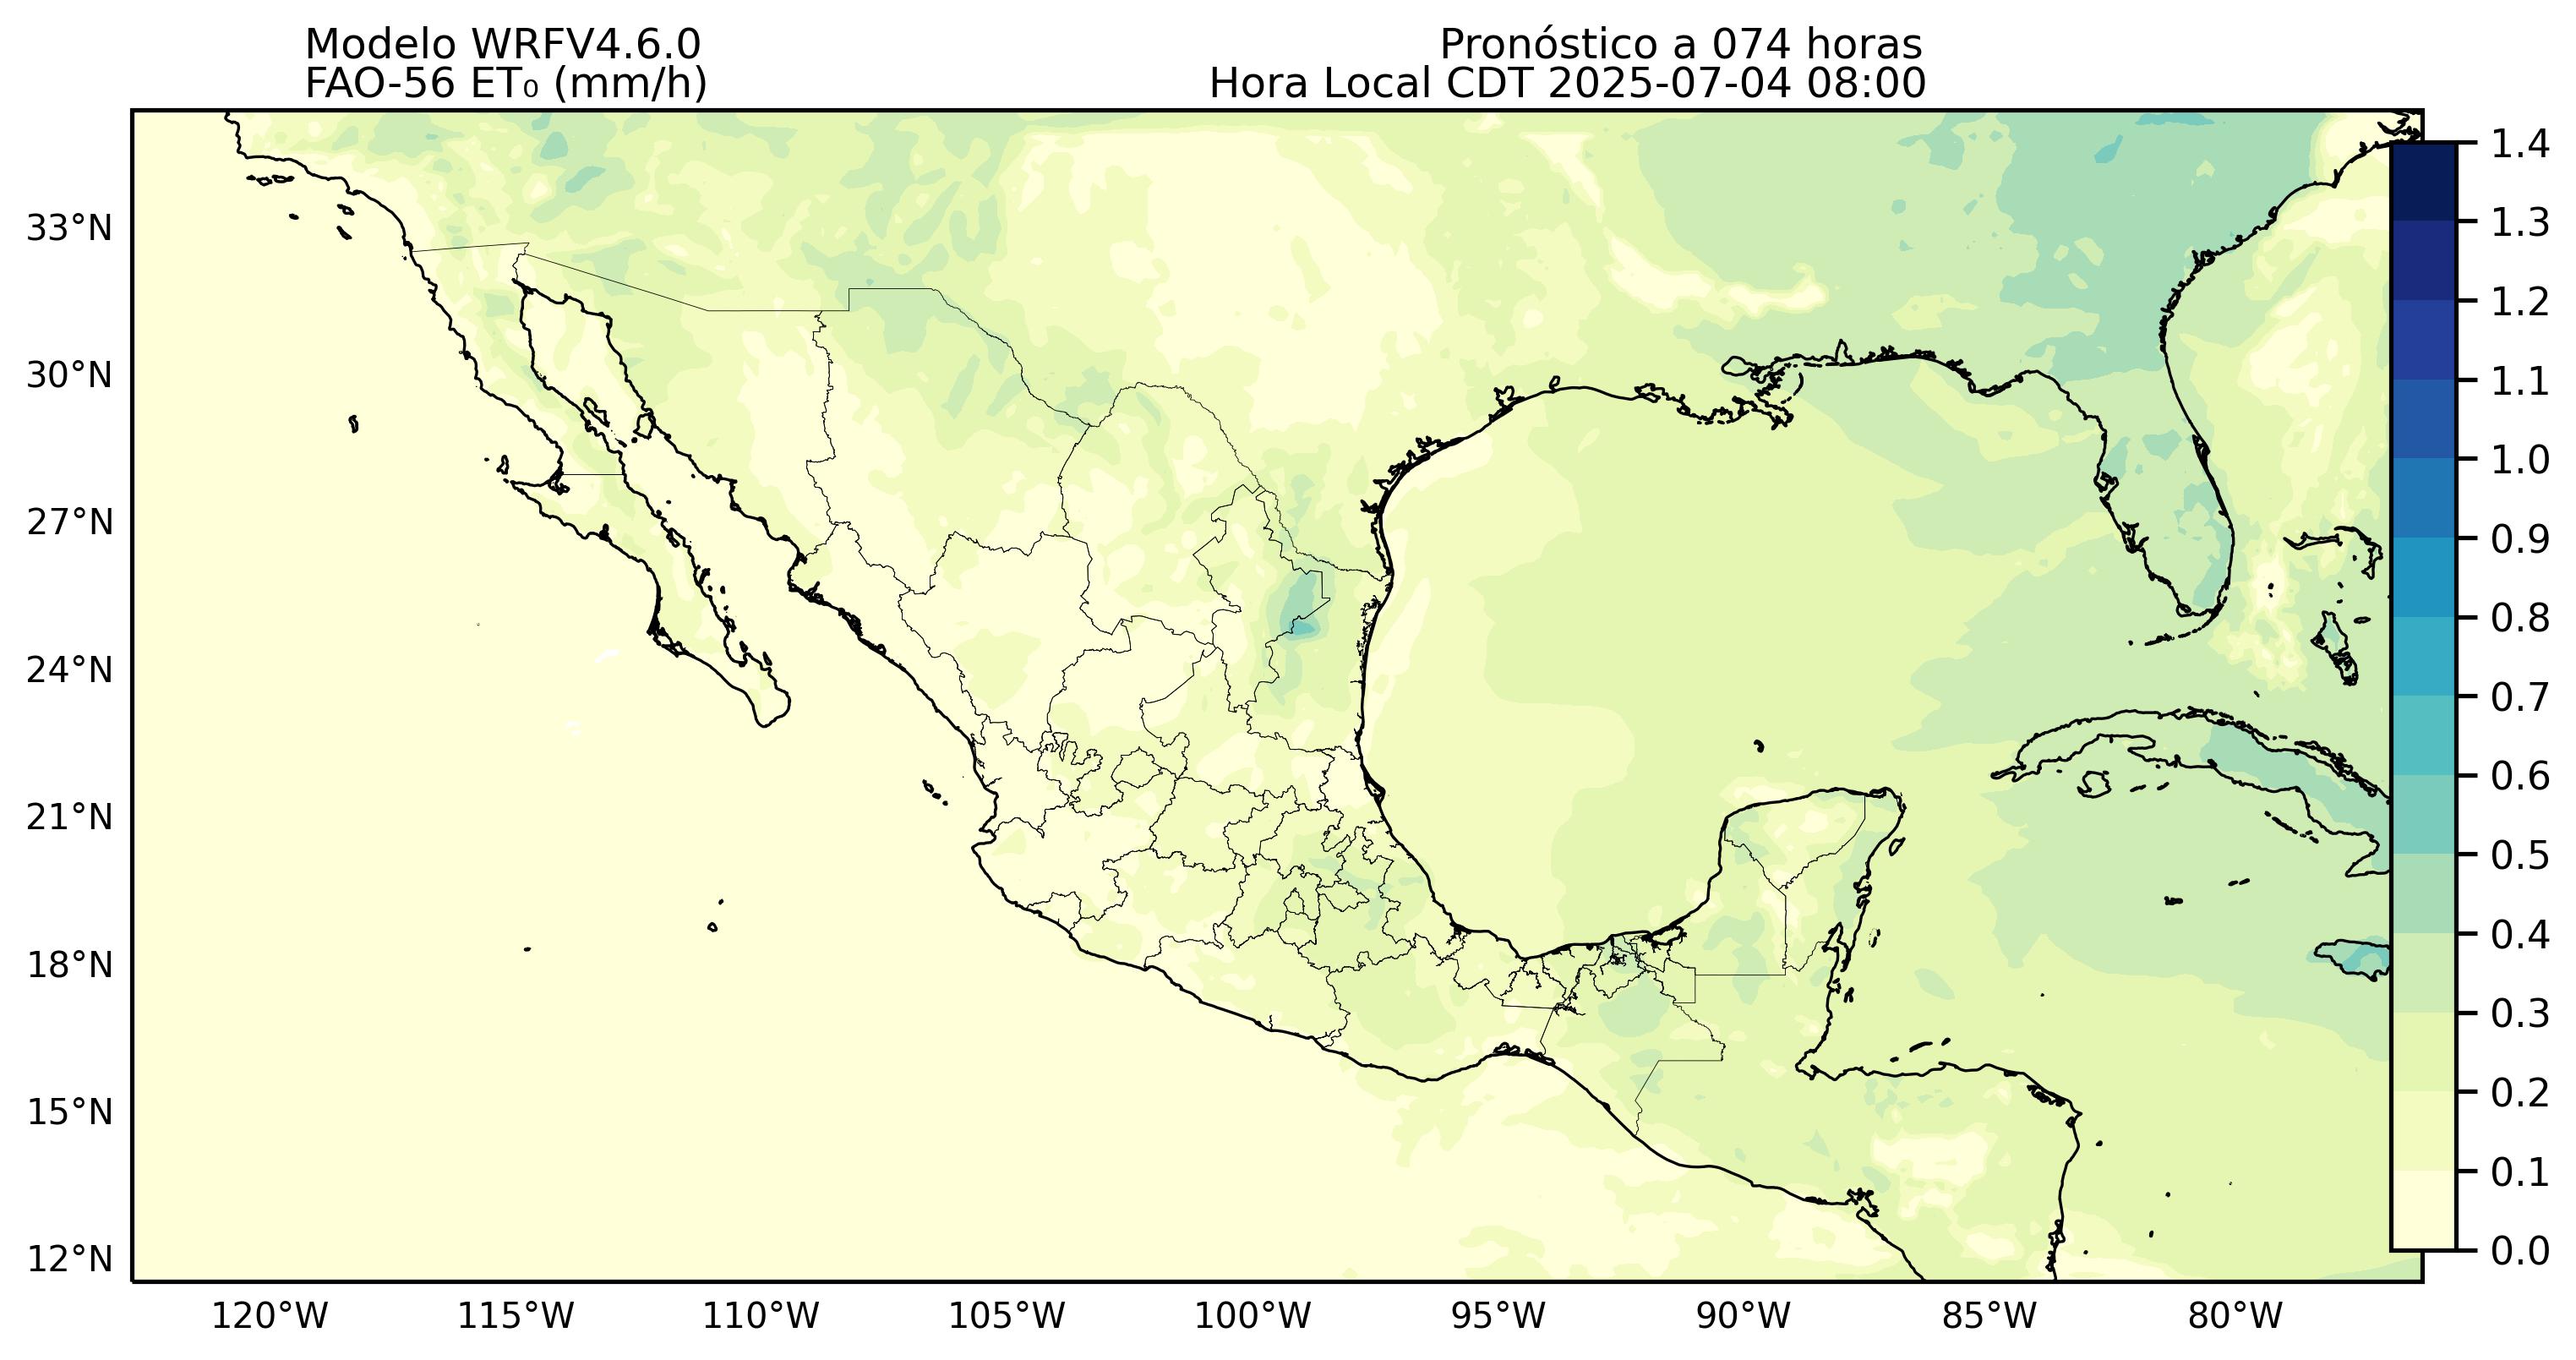 Modelo WRFV4.6.0
FAO-56 ET₀ (mm/h)
Pronóstico a 074 horas
Hora Local CDT 2025-07-04 08:00
33°N
30°N
27°N
24°N
21°N
18°N
15°N
12°N
120°W
115°W
110°W
105°W
100°W
95°W
90°W
85°W
80°W
1.4
1.3
1.2
1.1
1.0
0.9
0.8
0.7
0.6
0.5
0.4
0.3
0.2
0.1
0.0